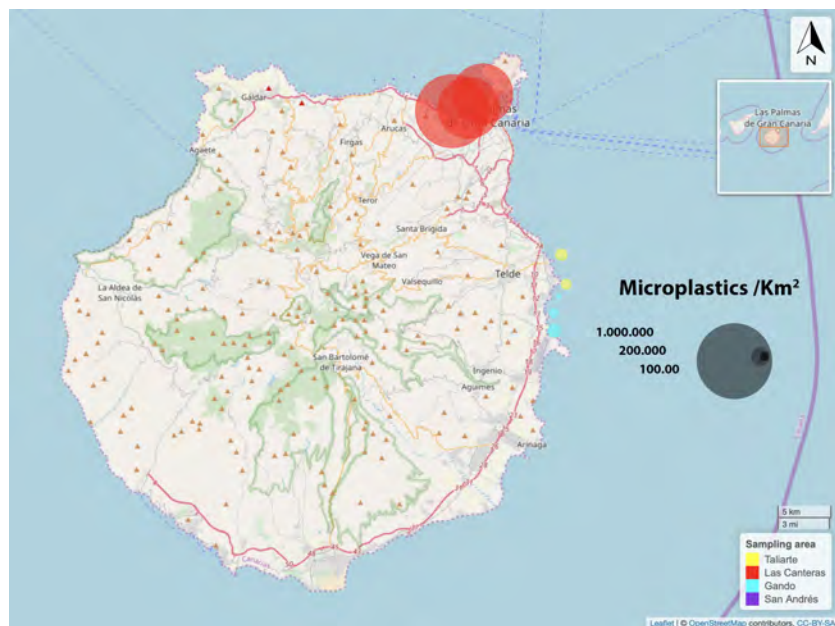 N
Las Palmas
de Gran Canaria
Gáldar
Arucas
Firgas
Agaete
Teror
Santa Brígida
Vega de San
Mateo
Valsequillo
Telde
La Aldea de
San Nicolás
San Bartolomé
de Tirajana
Ingenio
Agüimes
Arinaga
Microplastics /Km²
1.000.000
200.000
100.00
5 km
3 mi
Sampling area
Taliarte
Las Canteras
Gando
San Andrés
Canarias
Leaflet | © OpenStreetMap contributors, CC-BY-SA